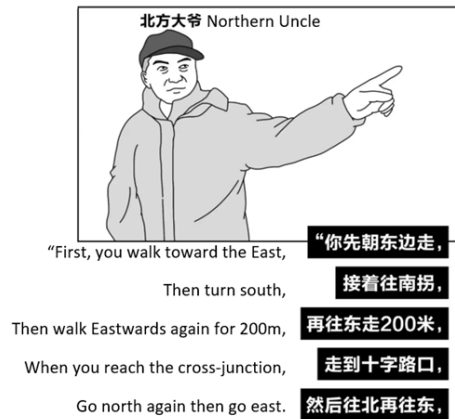 北方大爷 Northern Uncle
“First, you walk toward the East, “你先朝东边走，
Then turn south, 接着往南拐，
Then walk Eastwards again for 200m, 再往东走200米，
When you reach the cross-junction, 走到十字路口，
Go north again then go east. 然后往北再往东，